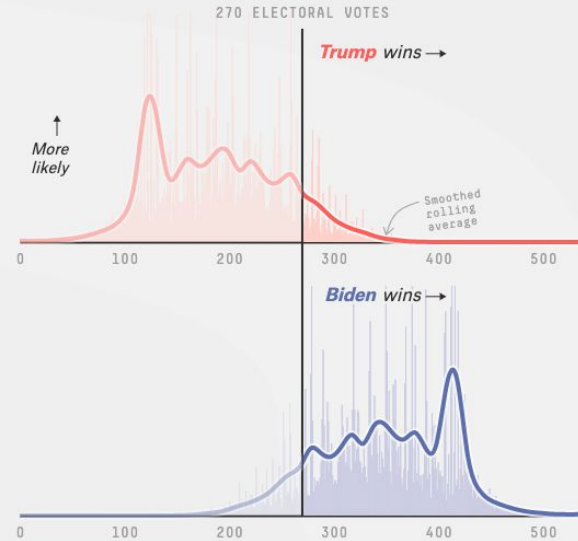 270 ELECTORAL VOTES
Trump wins →
↑
More
likely
Smoothed
rolling
average
0 100 200 300 400 500
Biden wins →
0 100 200 300 400 500